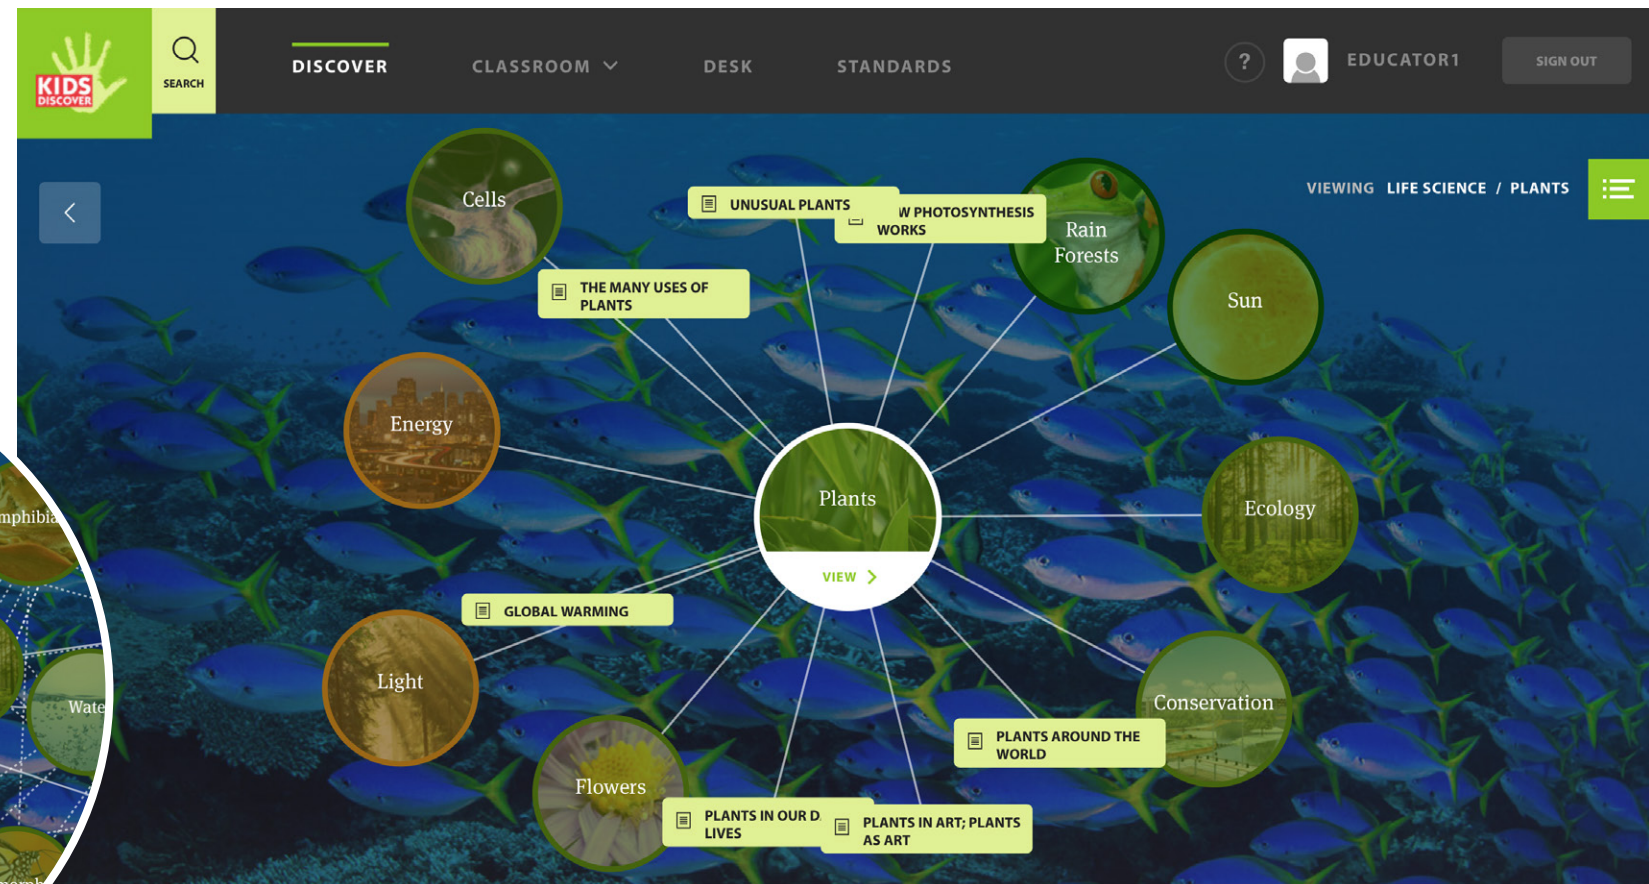 KIDS
DISCOVER
SEARCH
DISCOVER
CLASSROOM
DESK
STANDARDS
?
EDUCATOR1
SIGN OUT
VIEWING LIFE SCIENCE / PLANTS
Cells
UNUSUAL PLANTS
W PHOTOSYNTHESIS
WORKS
Rain
Forests
Sun
THE MANY USES OF
PLANTS
Energy
Plants
VIEW
Ecology
GLOBAL WARMING
Light
Conservation
PLANTS AROUND THE
WORLD
Flowers
PLANTS IN OUR D
LIVES
PLANTS IN ART; PLANTS
AS ART
mphibia
Wate